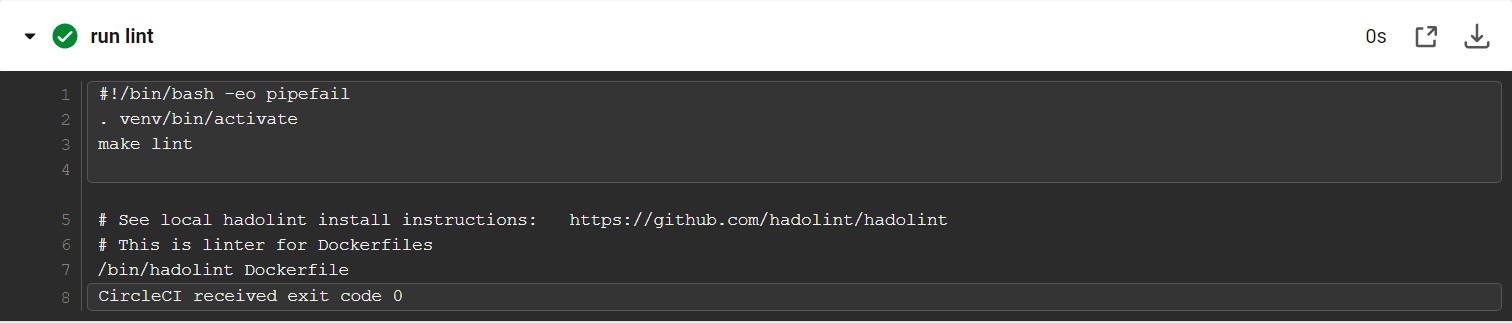 run lint
0s
1 #!/bin/bash -eo pipefail
2 . venv/bin/activate
3 make lint
4
5 # See local hadolint install instructions:   https://github.com/hadolint/hadolint
6 # This is linter for Dockerfiles
7 /bin/hadolint Dockerfile
8 CircleCI received exit code 0